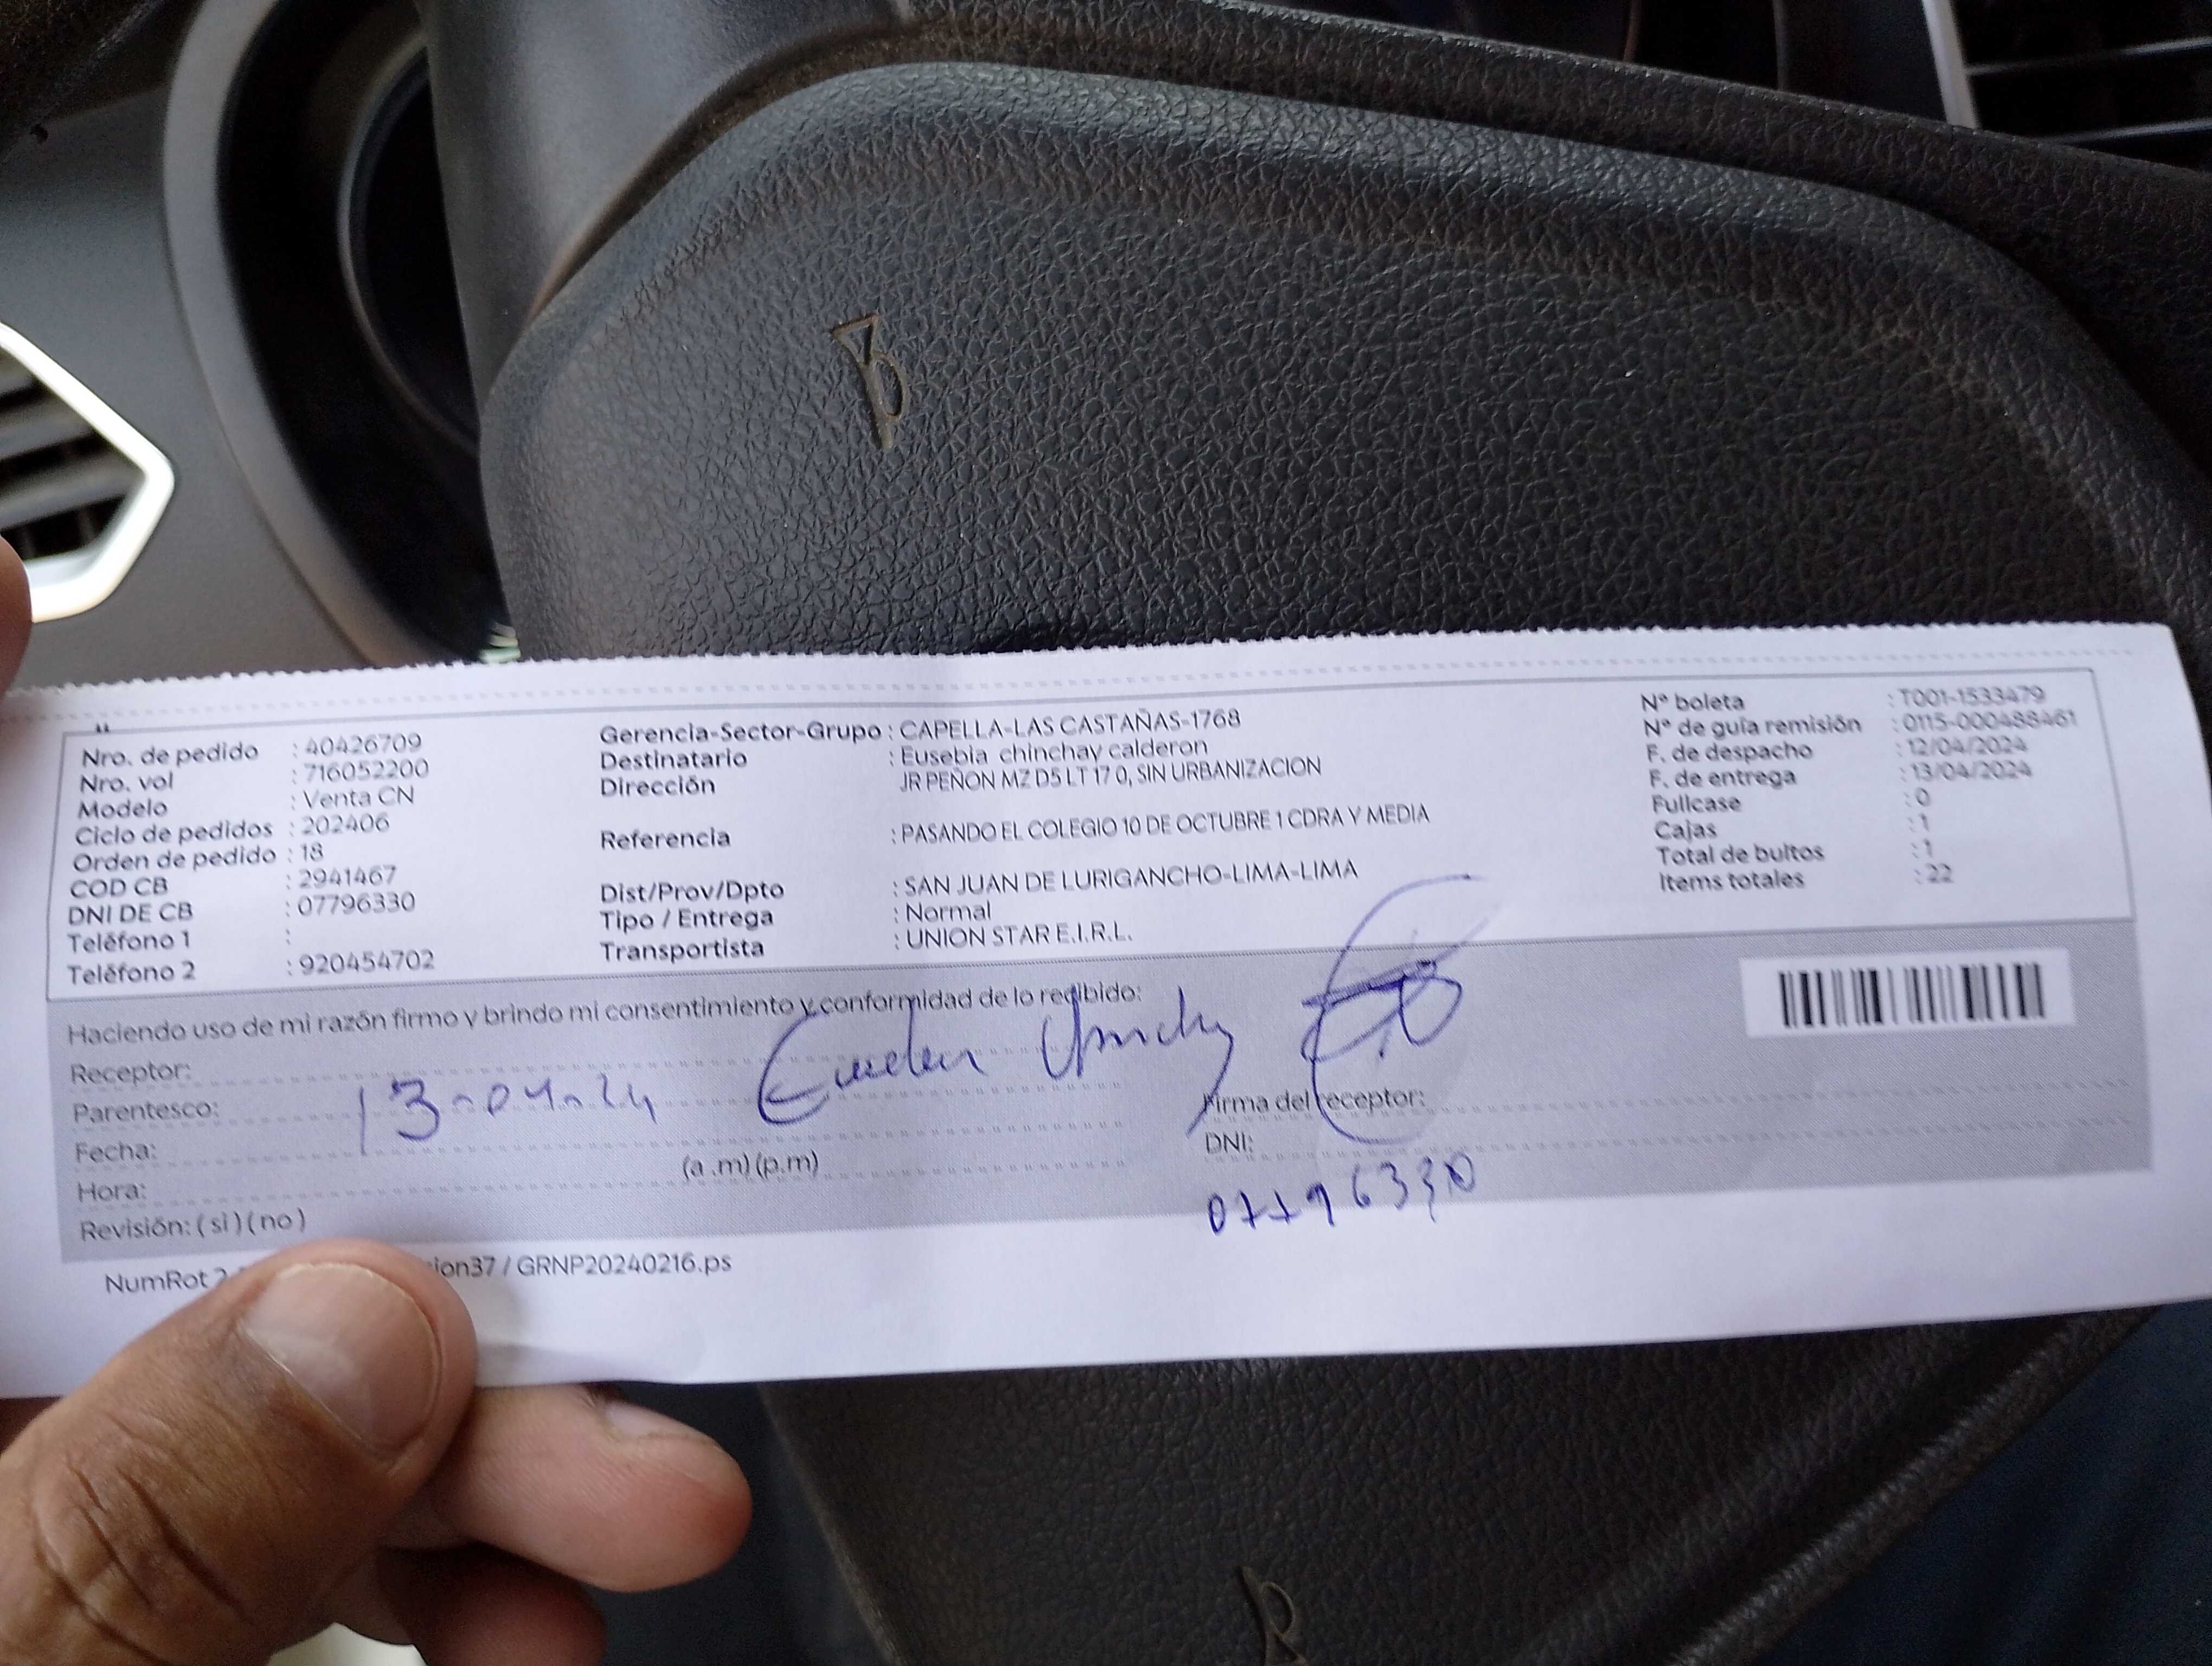 Nro. de pedido : 40426709
Nro. vol : 716052200
Modelo : Venta CN
Ciclo de pedidos : 202406
Orden de pedido : 18
COD CB : 2941467
DNI DE CB : 07796330
Teléfono 1 :
Teléfono 2 : 920454702
Gerencia-Sector-Grupo : CAPELLA-LAS CASTAÑAS-1768
Destinatario : Eusebia chinchay calderon
Dirección JR PEÑON MZ D5 LT 17 0, SIN URBANIZACION
Referencia : PASANDO EL COLEGIO 10 DE OCTUBRE 1 CDRA Y MEDIA
Dist/Prov/Dpto : SAN JUAN DE LURIGANCHO-LIMA-LIMA
Tipo / Entrega : Normal
Transportista : UNION STAR E.I.R.L.
Nº boleta : T001-1533479
Nº de guía remisión : 0115-000488461
F. de despacho : 12/04/2024
F. de entrega : 13/04/2024
Fullcase : 0
Cajas : 1
Total de bultos : 1
Items totales : 22
Haciendo uso de mi razón firmo y brindo mi consentimiento y conformidad de lo recibido:
Receptor:
Parentesco:
13-04-24
Fecha:
Hora: (a .m) (p.m)
Revisión: ( si ) ( no )
Firma del receptor:
DNI:
07796330
NumRot ion37 / GRNP20240216.ps